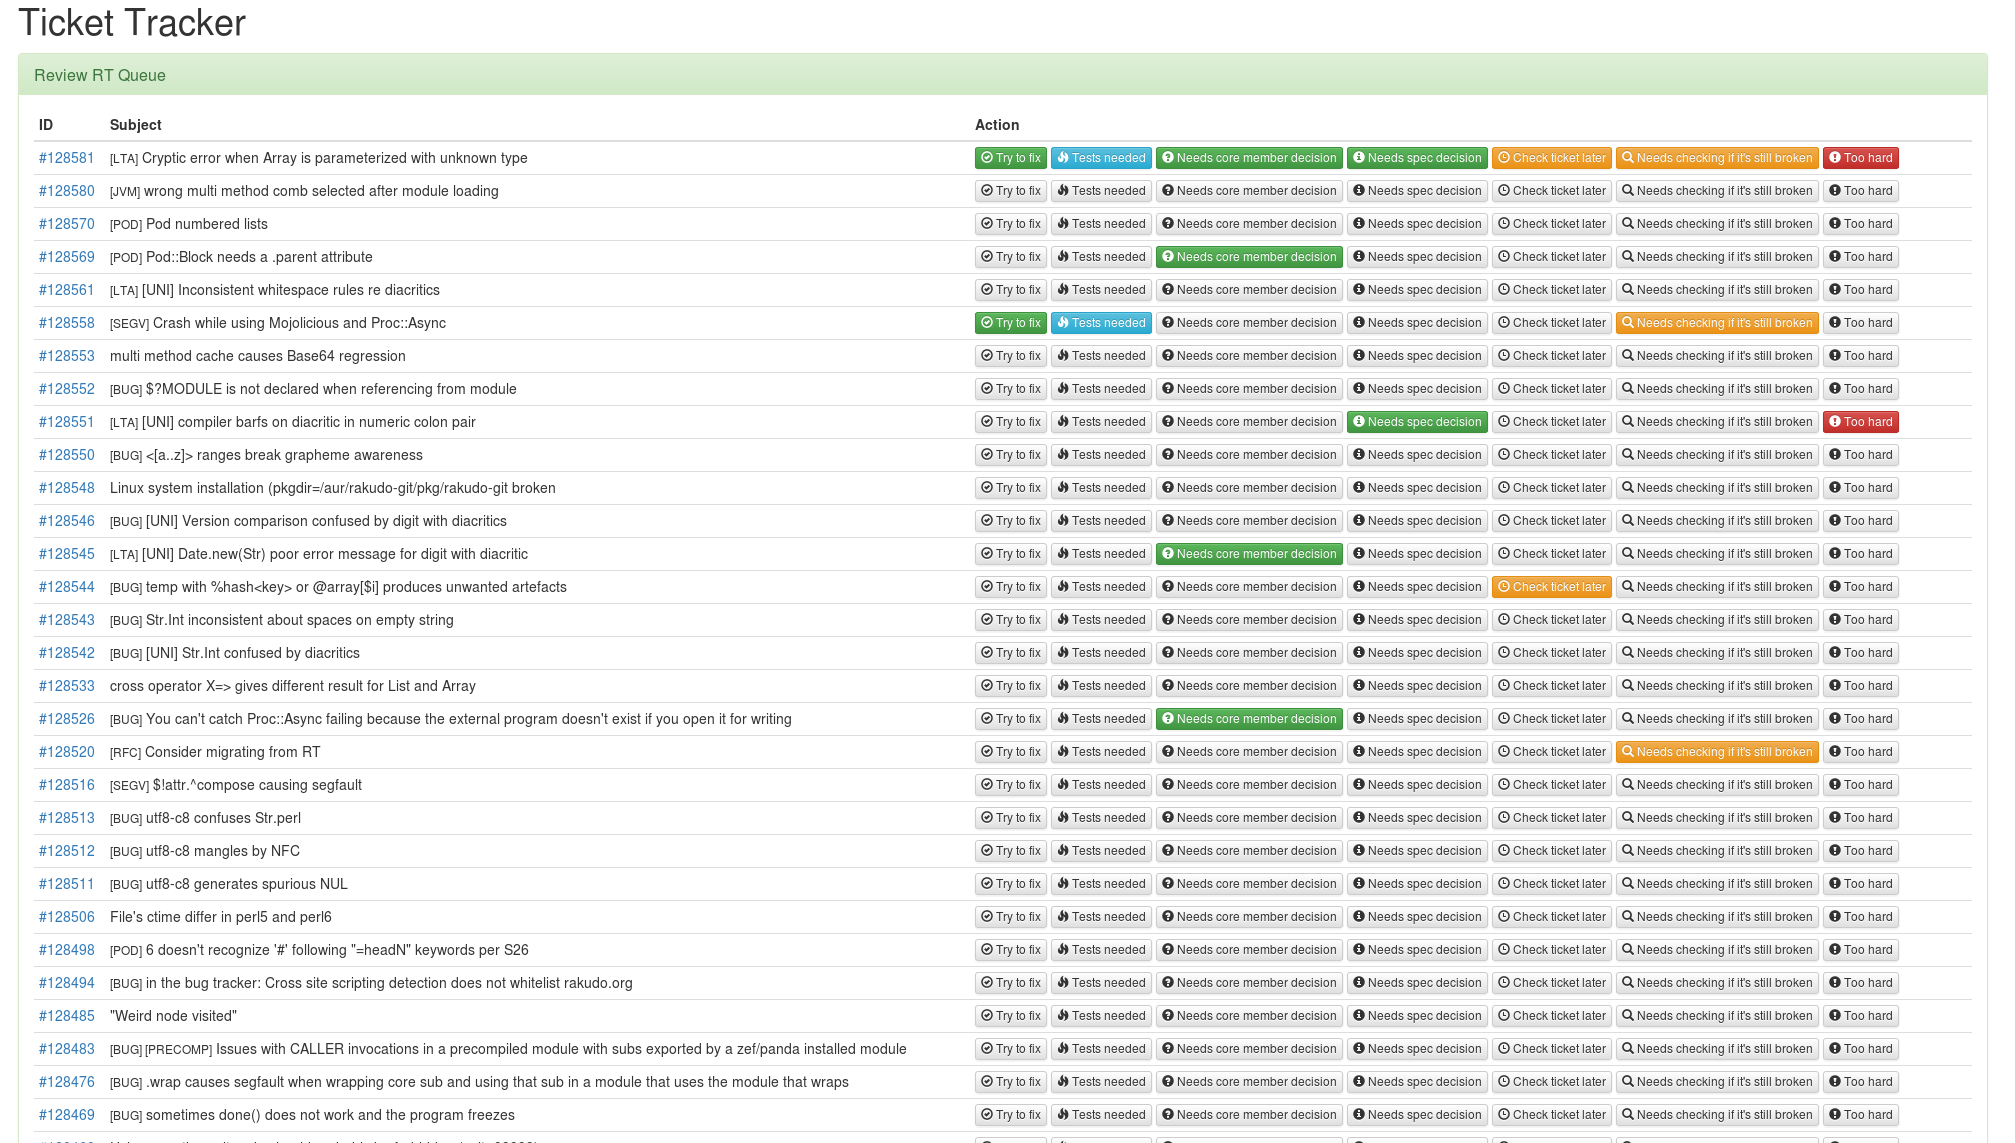 Ticket Tracker
Review RT Queue
ID Subject Action
#128581 [LTA] Cryptic error when Array is parameterized with unknown type Try to fix Tests needed Needs core member decision Needs spec decision Check ticket later Needs checking if it's still broken Too hard
#128580 [JVM] wrong multi method comb selected after module loading Try to fix Tests needed Needs core member decision Needs spec decision Check ticket later Needs checking if it's still broken Too hard
#128570 [POD] Pod numbered lists Try to fix Tests needed Needs core member decision Needs spec decision Check ticket later Needs checking if it's still broken Too hard
#128569 [POD] Pod::Block needs a .parent attribute Try to fix Tests needed Needs core member decision Needs spec decision Check ticket later Needs checking if it's still broken Too hard
#128561 [LTA] [UNI] Inconsistent whitespace rules re diacritics Try to fix Tests needed Needs core member decision Needs spec decision Check ticket later Needs checking if it's still broken Too hard
#128558 [SEGV] Crash while using Mojolicious and Proc::Async Try to fix Tests needed Needs core member decision Needs spec decision Check ticket later Needs checking if it's still broken Too hard
#128553 multi method cache causes Base64 regression Try to fix Tests needed Needs core member decision Needs spec decision Check ticket later Needs checking if it's still broken Too hard
#128552 [BUG] $?MODULE is not declared when referencing from module Try to fix Tests needed Needs core member decision Needs spec decision Check ticket later Needs checking if it's still broken Too hard
#128551 [LTA] [UNI] compiler barfs on diacritic in numeric colon pair Try to fix Tests needed Needs core member decision Needs spec decision Check ticket later Needs checking if it's still broken Too hard
#128550 [BUG] <[a..z]> ranges break grapheme awareness Try to fix Tests needed Needs core member decision Needs spec decision Check ticket later Needs checking if it's still broken Too hard
#128548 Linux system installation (pkgdir=/aur/rakudo-git/pkg/rakudo-git broken Try to fix Tests needed Needs core member decision Needs spec decision Check ticket later Needs checking if it's still broken Too hard
#128546 [BUG] [UNI] Version comparison confused by digit with diacritics Try to fix Tests needed Needs core member decision Needs spec decision Check ticket later Needs checking if it's still broken Too hard
#128545 [LTA] [UNI] Date.new(Str) poor error message for digit with diacritic Try to fix Tests needed Needs core member decision Needs spec decision Check ticket later Needs checking if it's still broken Too hard
#128544 [BUG] temp with %hash<key> or @array[$i] produces unwanted artefacts Try to fix Tests needed Needs core member decision Needs spec decision Check ticket later Needs checking if it's still broken Too hard
#128543 [BUG] Str.Int inconsistent about spaces on empty string Try to fix Tests needed Needs core member decision Needs spec decision Check ticket later Needs checking if it's still broken Too hard
#128542 [BUG] [UNI] Str.Int confused by diacritics Try to fix Tests needed Needs core member decision Needs spec decision Check ticket later Needs checking if it's still broken Too hard
#128533 cross operator X=> gives different result for List and Array Try to fix Tests needed Needs core member decision Needs spec decision Check ticket later Needs checking if it's still broken Too hard
#128526 [BUG] You can't catch Proc::Async failing because the external program doesn't exist if you open it for writing Try to fix Tests needed Needs core member decision Needs spec decision Check ticket later Needs checking if it's still broken Too hard
#128520 [RFC] Consider migrating from RT Try to fix Tests needed Needs core member decision Needs spec decision Check ticket later Needs checking if it's still broken Too hard
#128516 [SEGV] $!attr.^compose causing segfault Try to fix Tests needed Needs core member decision Needs spec decision Check ticket later Needs checking if it's still broken Too hard
#128513 [BUG] utf8-c8 confuses Str.perl Try to fix Tests needed Needs core member decision Needs spec decision Check ticket later Needs checking if it's still broken Too hard
#128512 [BUG] utf8-c8 mangles by NFC Try to fix Tests needed Needs core member decision Needs spec decision Check ticket later Needs checking if it's still broken Too hard
#128511 [BUG] utf8-c8 generates spurious NUL Try to fix Tests needed Needs core member decision Needs spec decision Check ticket later Needs checking if it's still broken Too hard
#128506 File's ctime differ in perl5 and perl6 Try to fix Tests needed Needs core member decision Needs spec decision Check ticket later Needs checking if it's still broken Too hard
#128498 [POD] 6 doesn't recognize '#' following "=headN" keywords per S26 Try to fix Tests needed Needs core member decision Needs spec decision Check ticket later Needs checking if it's still broken Too hard
#128494 [BUG] in the bug tracker: Cross site scripting detection does not whitelist rakudo.org Try to fix Tests needed Needs core member decision Needs spec decision Check ticket later Needs checking if it's still broken Too hard
#128485 "Weird node visited" Try to fix Tests needed Needs core member decision Needs spec decision Check ticket later Needs checking if it's still broken Too hard
#128483 [BUG] [PRECOMP] Issues with CALLER invocations in a precompiled module with subs exported by a zef/panda installed module Try to fix Tests needed Needs core member decision Needs spec decision Check ticket later Needs checking if it's still broken Too hard
#128476 [BUG] .wrap causes segfault when wrapping core sub and using that sub in a module that uses the module that wraps Try to fix Tests needed Needs core member decision Needs spec decision Check ticket later Needs checking if it's still broken Too hard
#128469 [BUG] sometimes done() does not work and the program freezes Try to fix Tests needed Needs core member decision Needs spec decision Check ticket later Needs checking if it's still broken Too hard